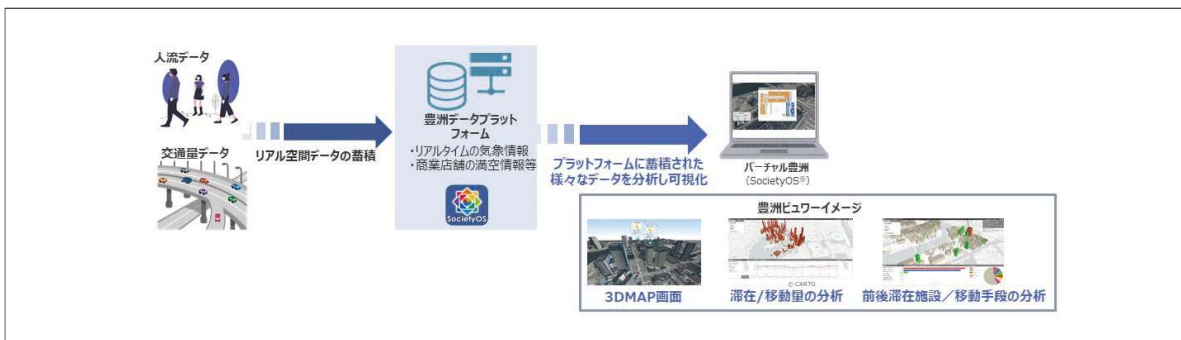 人流データ
交通量データ
リアル空間データの蓄積
豊洲データプラット
フォーム
・リアルタイムの気象情報
・商業店舗の満空情報等
SocietyOS
プラットフォームに蓄積された
様々なデータを分析し可視化
バーチャル豊洲
(SocietyOS®)
豊洲ビュワーイメージ
3DMAP画面
© CARTO
滞在/移動量の分析
前後滞在施設／移動手段の分析